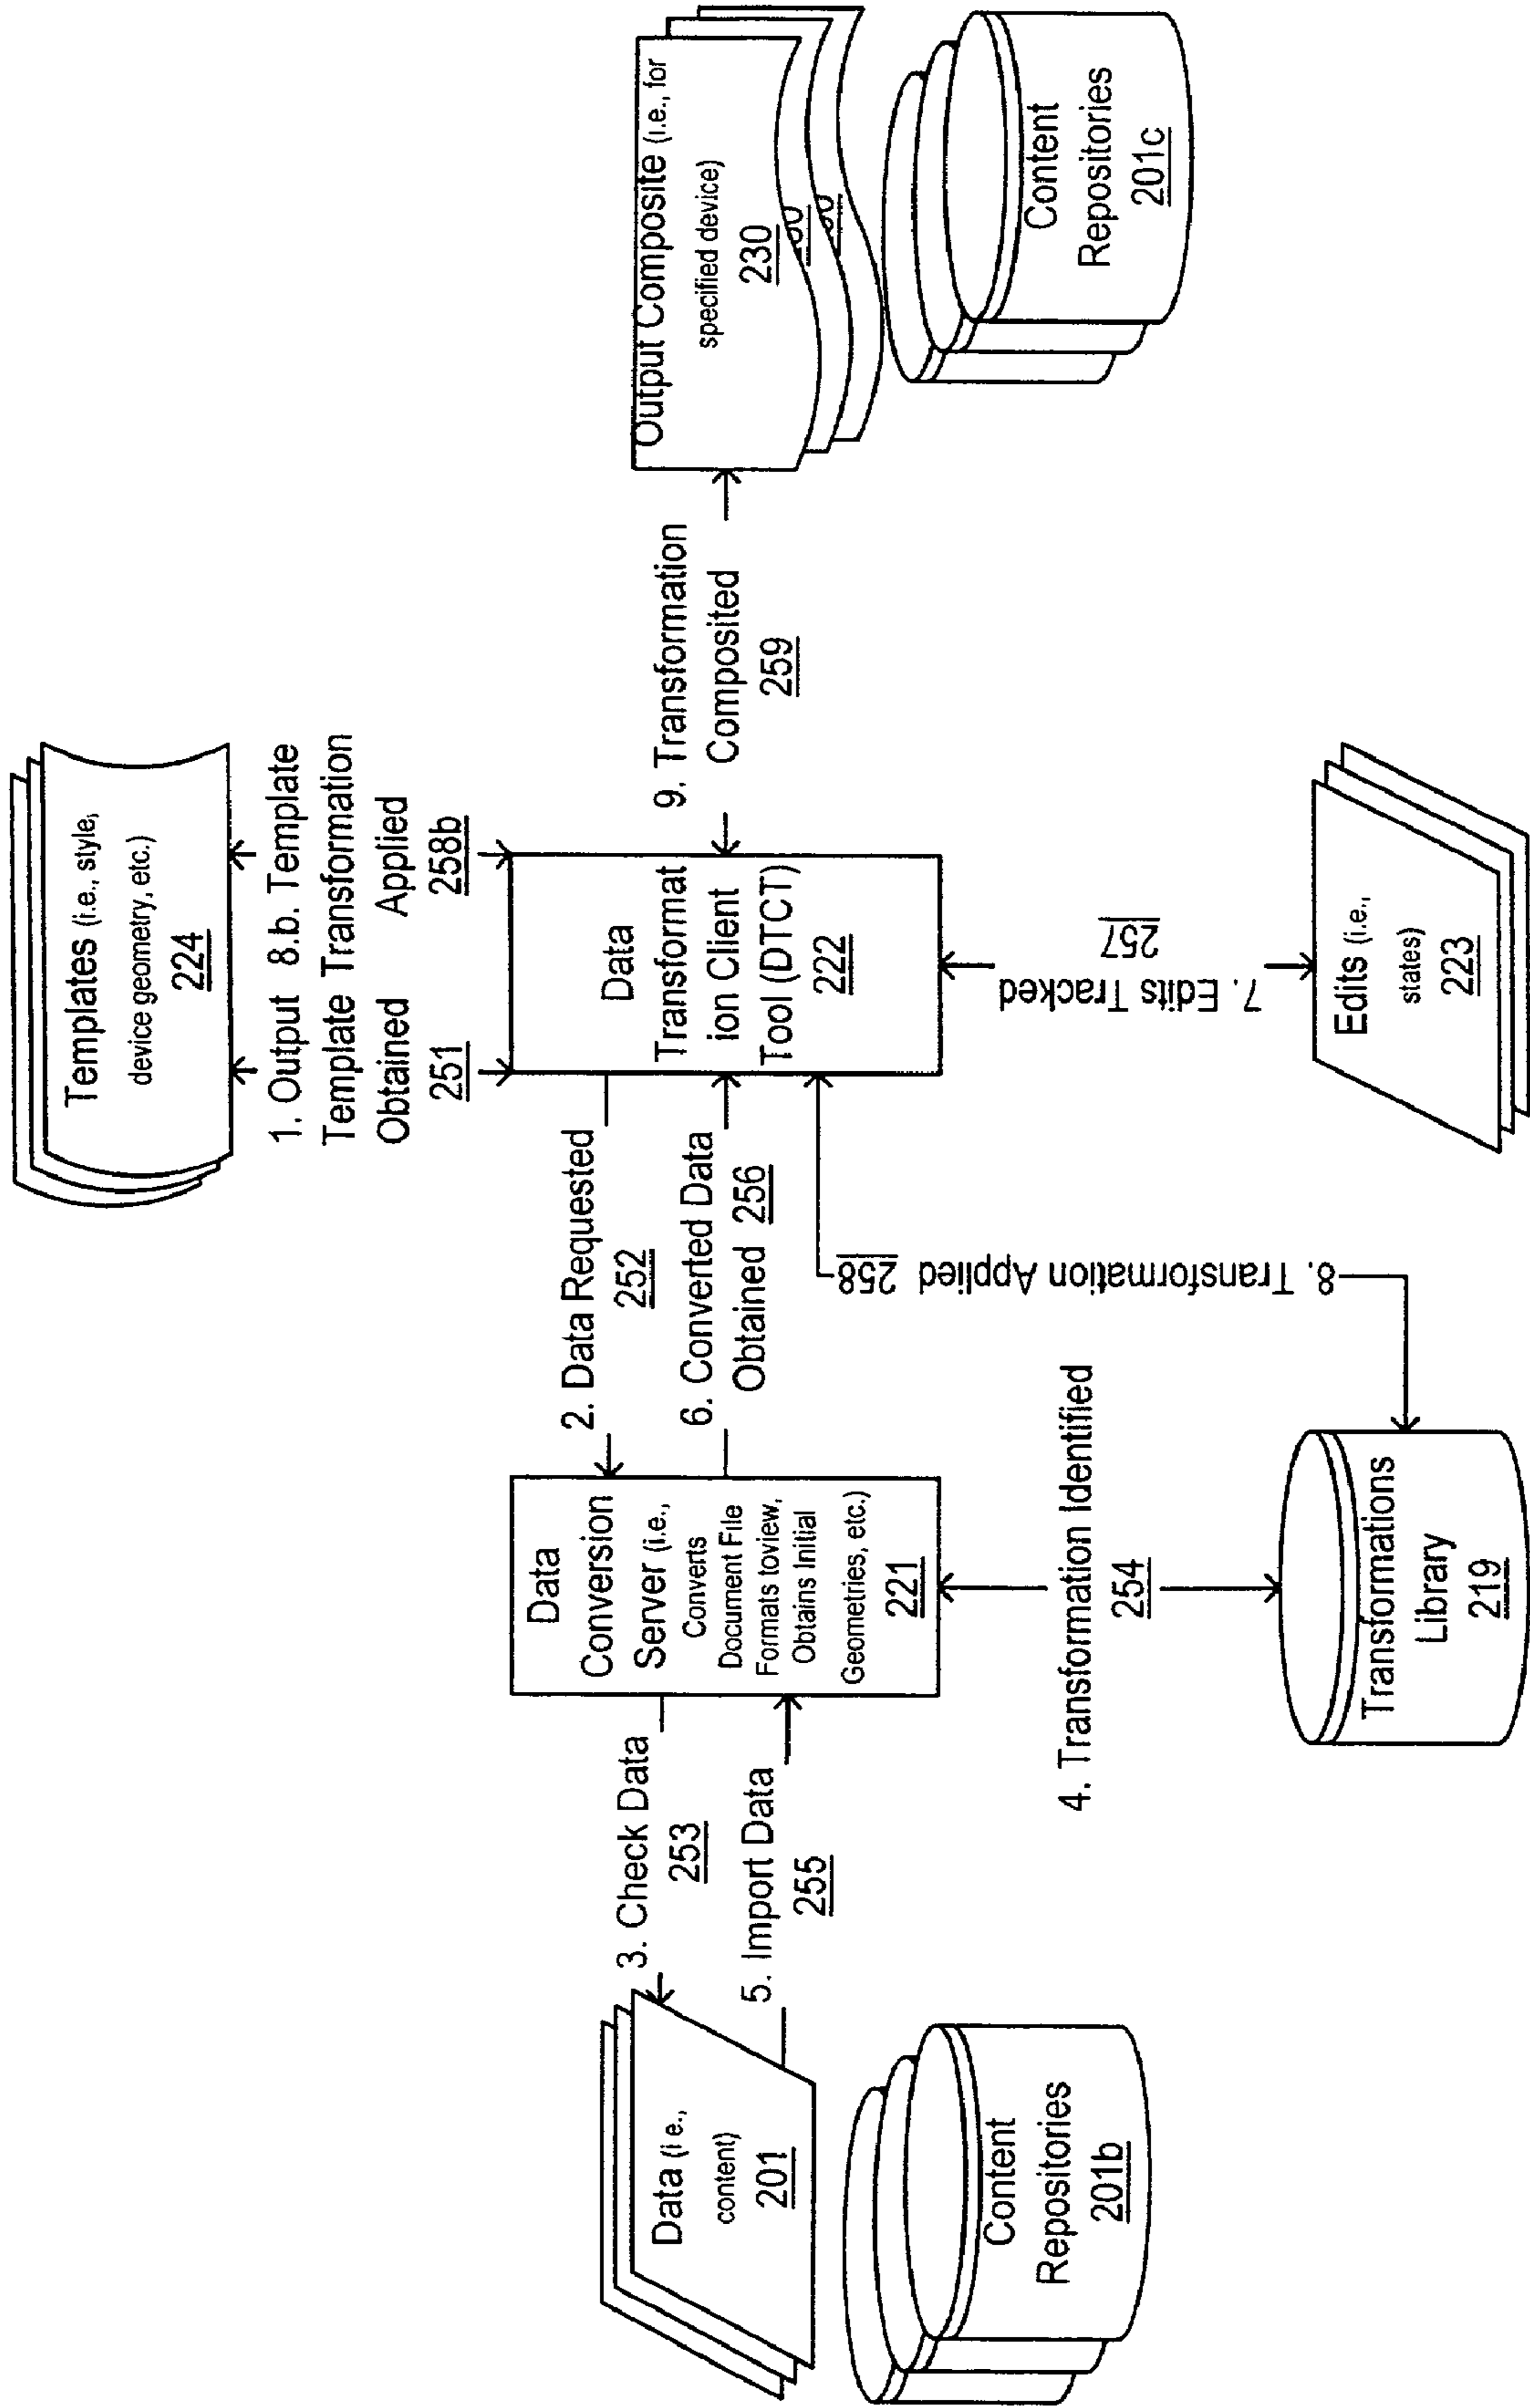 Templates (i.e., style,
device geometry, etc.)
224
1. Output
Template
Obtained
251
8.b. Template
Transformation
Applied
258b
Data (i.e.,
content)
201
3. Check Data
253
5. Import Data
255
Data
Conversion
Server (i.e.,
Converts
Document File
Formats toview,
Obtains Initial
Geometries, etc.)
221
2. Data Requested
252
6. Converted Data
Obtained 256
Data
Transformat
ion Client
Tool (DTCT)
222
9. Transformation
Composited
259
Output Composite (i.e., for
specified device)
230
Content
Repositories
201b
4. Transformation Identified
254
8. Transformation Applied 258
7. Edits Tracked
257
Content
Repositories
201c
Transformations
Library
219
Edits (i.e.,
states)
223